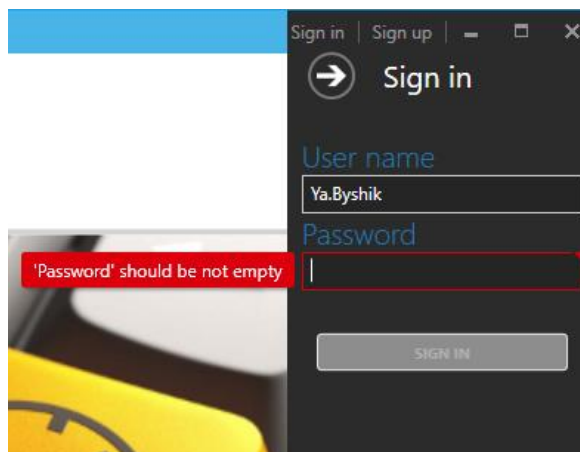 Sign in | Sign up
Sign in
User name
Ya.Byshik
Password
'Password' should be not empty
SIGN IN